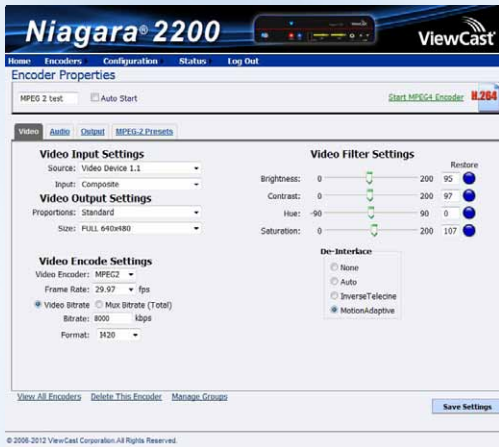 Niagara® 2200
ViewCast
Home Encoders Configuration Status Log Out
Encoder Properties
MPEG 2 test Auto Start Start MPEG4 Encoder H.264
Video Audio Output MPEG-2 Presets
Video Input Settings
Source: Video Device 1.1
Input: Composite
Video Output Settings
Proportions: Standard
Size: FULL 640x480
Video Encode Settings
Video Encoder: MPEG2
Frame Rate: 29.97 fps
Video Bitrate Mux Bitrate (Total)
Bitrate: 8000 kbps
Format: I420
Video Filter Settings
Restore
Brightness: 0 200 95
Contrast: 0 200 97
Hue: -90 90 0
Saturation: 0 200 107
De-Interlace
None
Auto
InverseTelecine
MotionAdaptive
View All Encoders Delete This Encoder Manage Groups
Save Settings
© 2006-2012 ViewCast Corporation. All Rights Reserved.